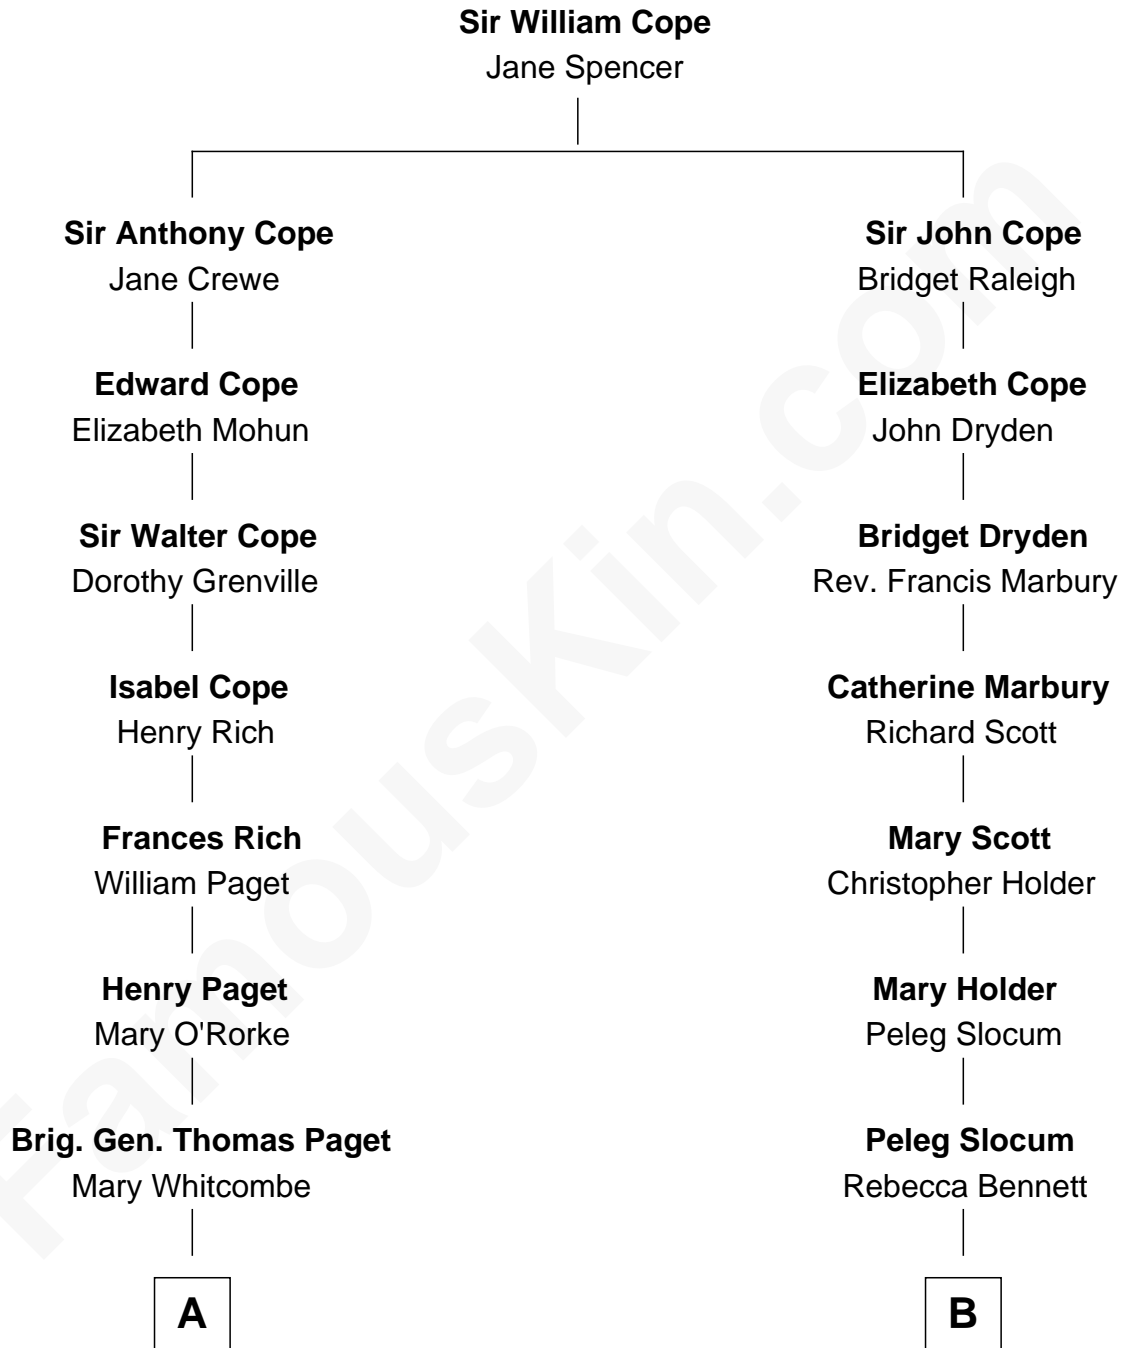 Sir William Cope
Jane Spencer
Sir Anthony Cope
Jane Crewe
Sir John Cope
Bridget Raleigh
Edward Cope
Elizabeth Mohun
Elizabeth Cope
John Dryden
Sir Walter Cope
Dorothy Grenville
Bridget Dryden
Rev. Francis Marbury
Isabel Cope
Henry Rich
Catherine Marbury
Richard Scott
Frances Rich
William Paget
Mary Scott
Christopher Holder
Henry Paget
Mary O'Rorke
Mary Holder
Peleg Slocum
Brig. Gen. Thomas Paget
Mary Whitcombe
Peleg Slocum
Rebecca Bennett
A
B
FamousKin.com